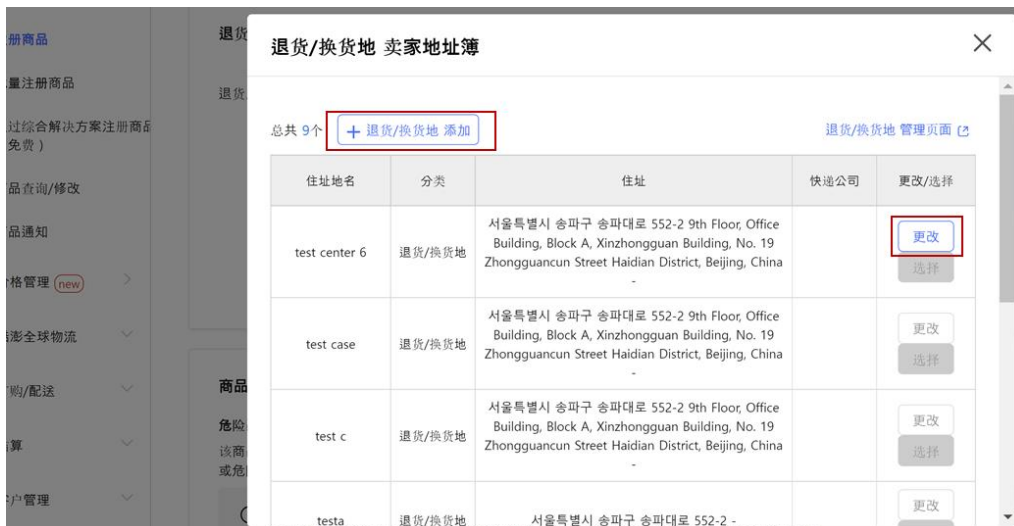 册商品
量注册商品
过综合解决方案注册商品
免费）
品查询/修改
品通知
格管理 new
澎全球物流
购/配送
算
户管理
退货
退货
商品
危险
该商
或危
退货/换货地 卖家地址簿
总共 9个
+ 退货/换货地 添加
退货/换货地 管理页面
住址地名 分类 住址 快递公司 更改/选择
test center 6 退货/换货地
서울특별시 송파구 송파대로 552-2 9th Floor, Office
Building, Block A, Xinzhongguan Building, No. 19
Zhongguancun Street Haidian District, Beijing, China
-
更改
选择
test case 退货/换货地
서울특별시 송파구 송파대로 552-2 9th Floor, Office
Building, Block A, Xinzhongguan Building, No. 19
Zhongguancun Street Haidian District, Beijing, China
-
更改
选择
test c 退货/换货地
서울특별시 송파구 송파대로 552-2 9th Floor, Office
Building, Block A, Xinzhongguan Building, No. 19
Zhongguancun Street Haidian District, Beijing, China
-
更改
选择
testa 退货/换货地 서울특별시 송파구 송파대로 552-2 -
更改